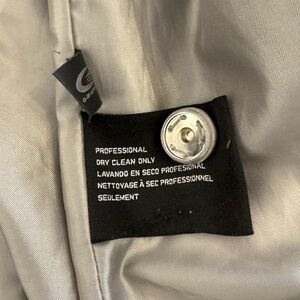 PROFESSIONAL
DRY CLEAN ONLY
LAVANDO EN SECO PROFESIONAL
NETTOYAGE À SEC PROFESSIONNEL
SEULEMENT